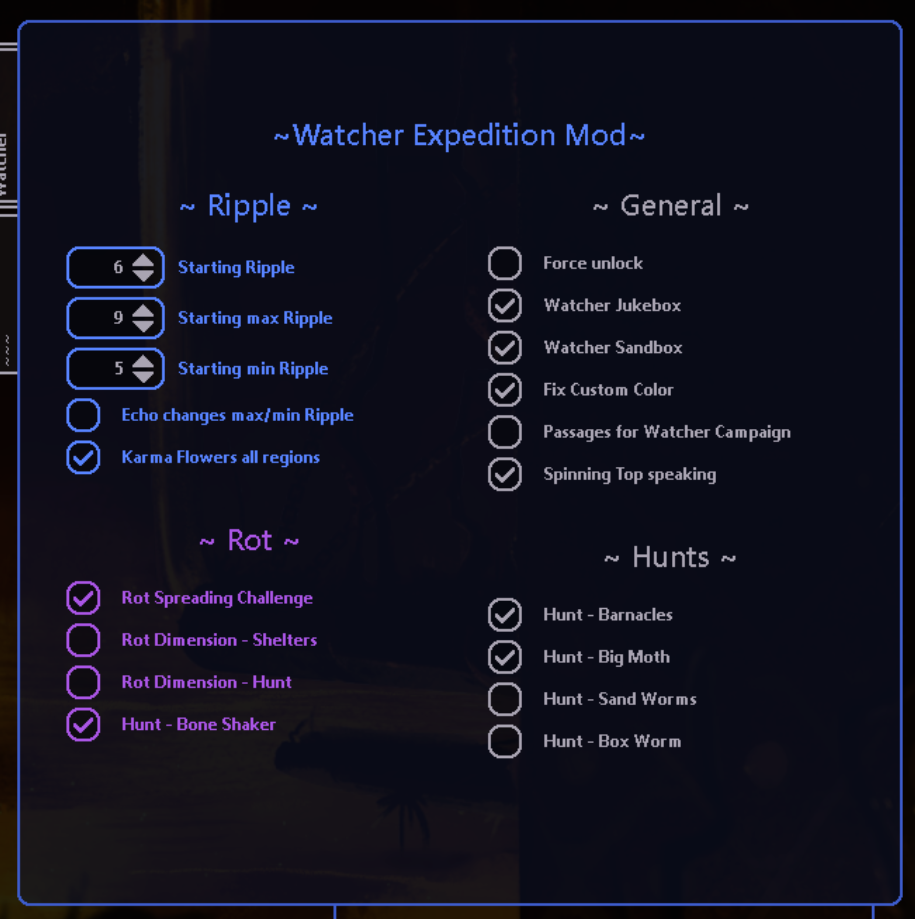 ~Watcher Expedition Mod~
~ Ripple ~
6 Starting Ripple
9 Starting max Ripple
5 Starting min Ripple
Echo changes max/min Ripple
Karma Flowers all regions
~ Rot ~
Rot Spreading Challenge
Rot Dimension - Shelters
Rot Dimension - Hunt
Hunt - Bone Shaker
~ General ~
Force unlock
Watcher Jukebox
Watcher Sandbox
Fix Custom Color
Passages for Watcher Campaign
Spinning Top speaking
~ Hunts ~
Hunt - Barnacles
Hunt - Big Moth
Hunt - Sand Worms
Hunt - Box Worm
Watcher
~~~